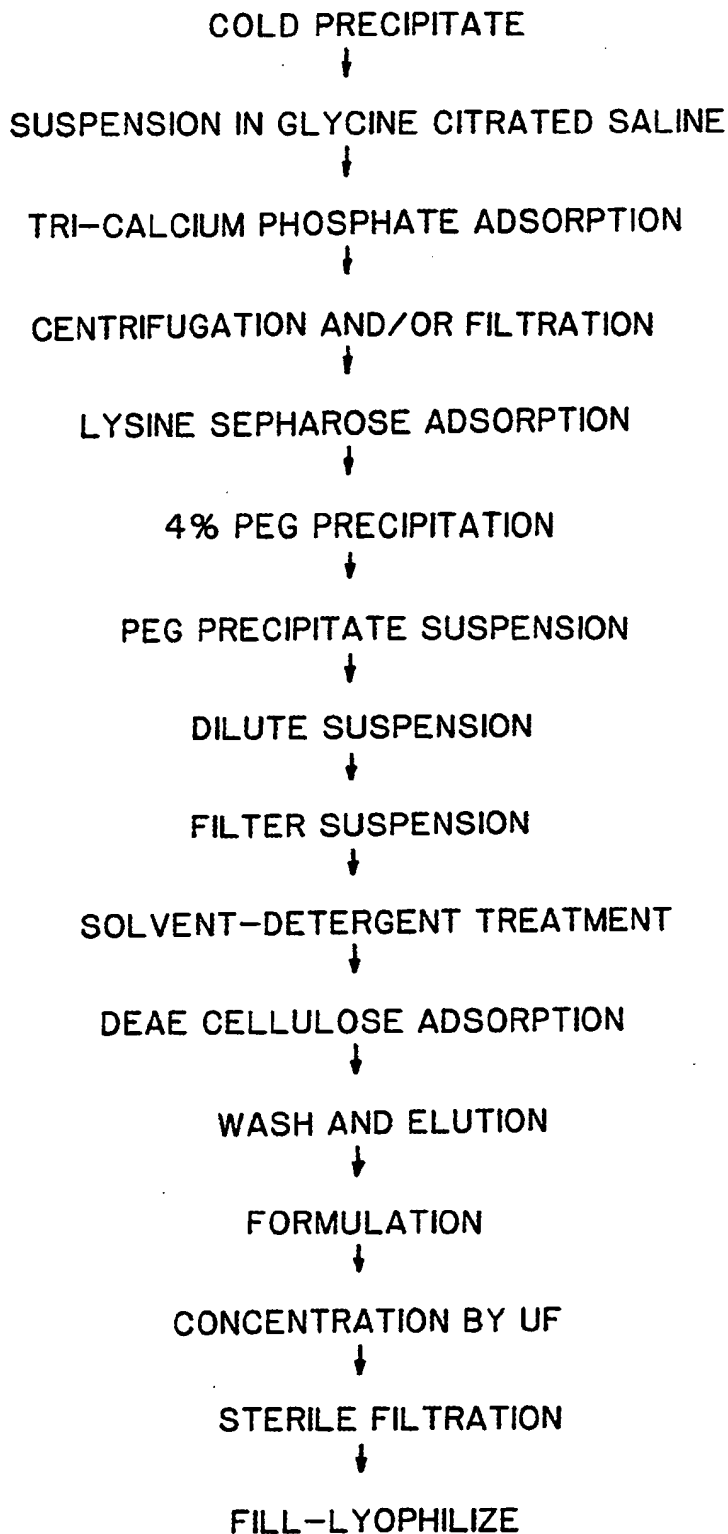 COLD PRECIPITATE
SUSPENSION IN GLYCINE CITRATED SALINE
TRI-CALCIUM PHOSPHATE ADSORPTION
CENTRIFUGATION AND/OR FILTRATION
LYSINE SEPHAROSE ADSORPTION
4% PEG PRECIPITATION
PEG PRECIPITATE SUSPENSION
DILUTE SUSPENSION
FILTER SUSPENSION
SOLVENT-DETERGENT TREATMENT
DEAE CELLULOSE ADSORPTION
WASH AND ELUTION
FORMULATION
CONCENTRATION BY UF
STERILE FILTRATION
FILL-LYOPHILIZE